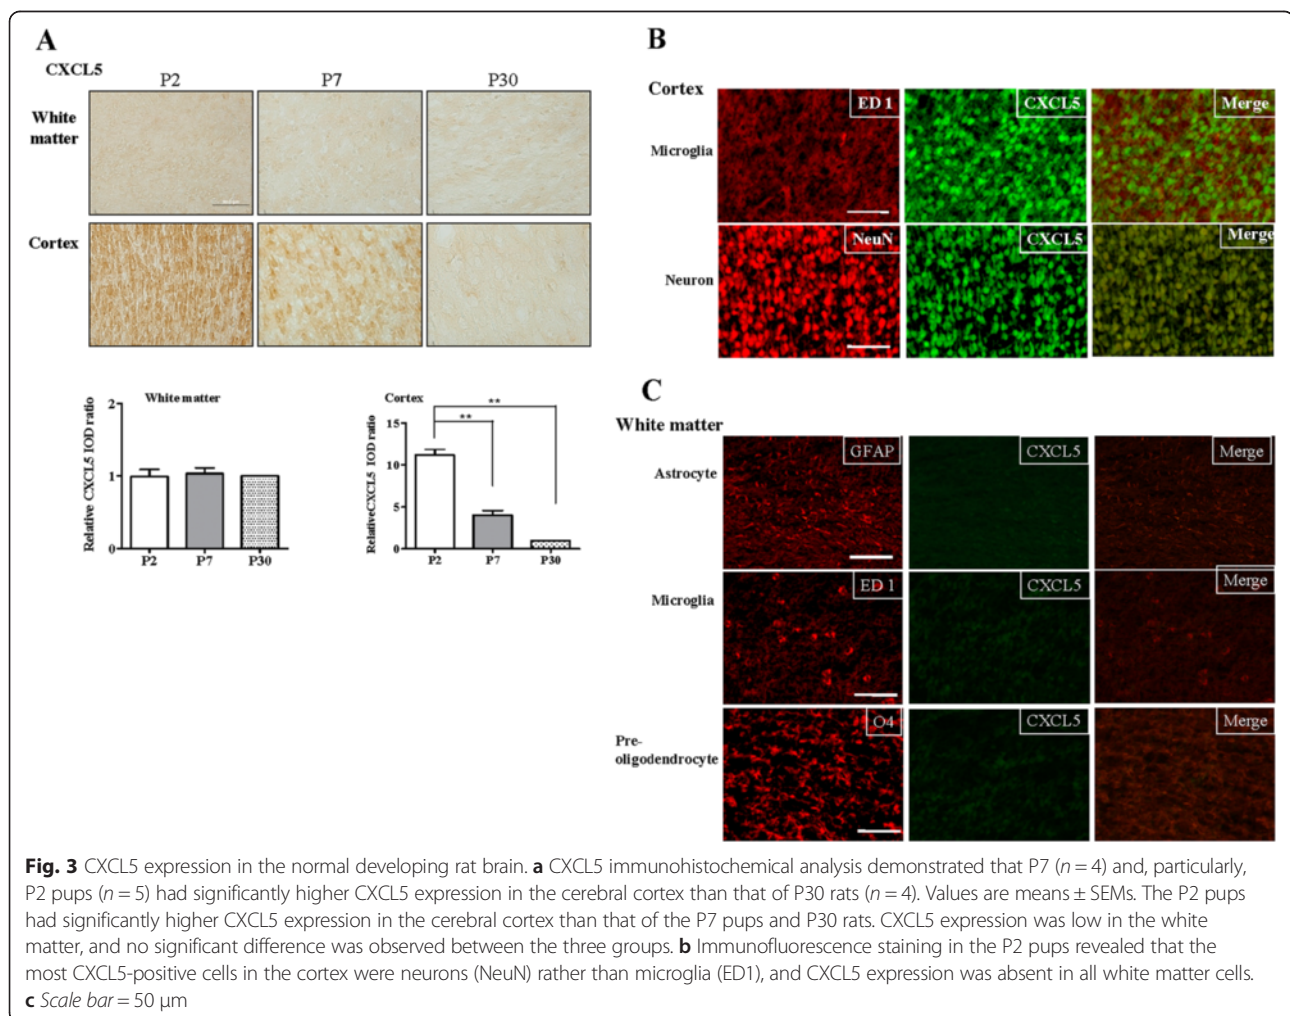 A
CXCL5
P2 P7 P30
White
matter
Cortex
White matter
Relative CXCL5 IOD ratio
2
1
0
P2 P7 P30
Cortex
RelativeCXCL5 IOD ratio
15
10
5
0
**
**
P2 P7 P30
B
Cortex
Microglia
ED 1 CXCL5 Merge
Neuron
NeuN CXCL5 Merge
C
White matter
Astrocyte
GFAP CXCL5 Merge
Microglia
ED 1 CXCL5 Merge
Pre-
oligodendrocyte
O4 CXCL5 Merge
Fig. 3 CXCL5 expression in the normal developing rat brain. a CXCL5 immunohistochemical analysis demonstrated that P7 (n = 4) and, particularly,
P2 pups (n = 5) had significantly higher CXCL5 expression in the cerebral cortex than that of P30 rats (n = 4). Values are means ± SEMs. The P2 pups
had significantly higher CXCL5 expression in the cerebral cortex than that of the P7 pups and P30 rats. CXCL5 expression was low in the white
matter, and no significant difference was observed between the three groups. b Immunofluorescence staining in the P2 pups revealed that the
most CXCL5-positive cells in the cortex were neurons (NeuN) rather than microglia (ED1), and CXCL5 expression was absent in all white matter cells.
c Scale bar = 50 μm